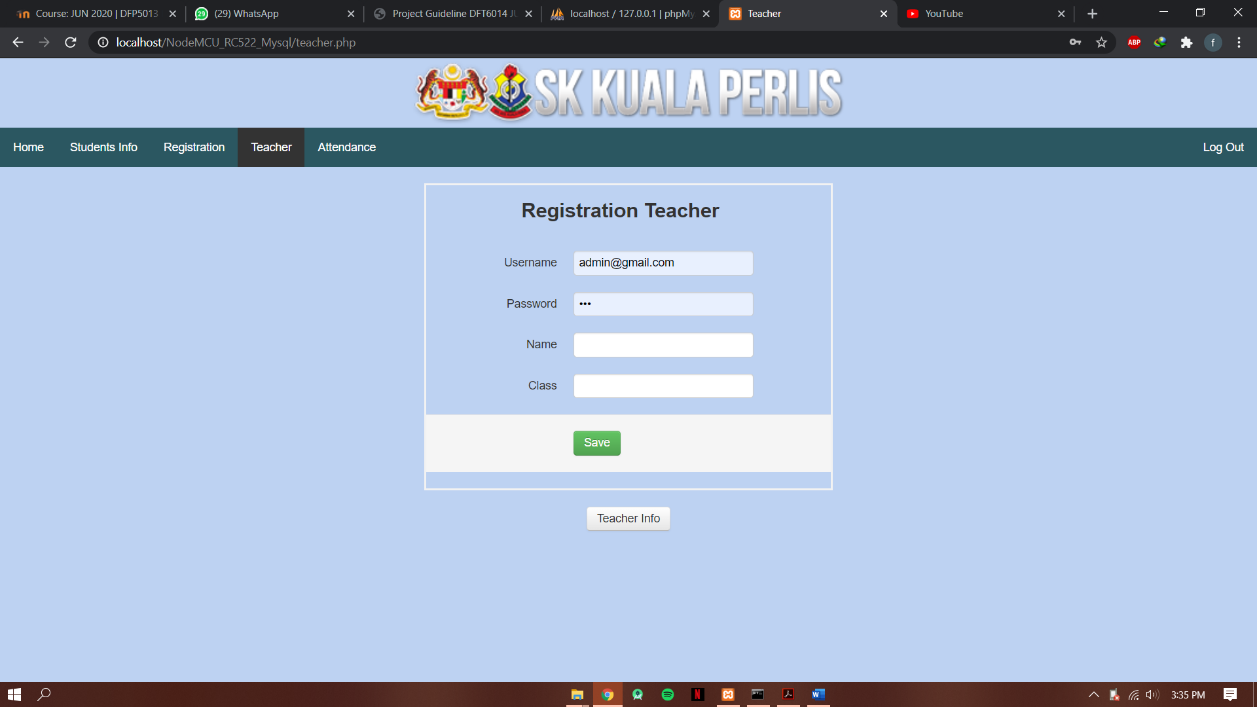 Course: JUN 2020 | DFP5013
(29) WhatsApp
Project Guideline DFT6014 JU
localhost / 127.0.0.1 | phpMy
Teacher
YouTube
localhost/NodeMCU_RC522_Mysql/teacher.php
ABP
f
SK KUALA PERLIS
Home
Students Info
Registration
Teacher
Attendance
Log Out
Registration Teacher
Username
admin@gmail.com
Password
•••
Name
Class
Save
Teacher Info
3:35 PM